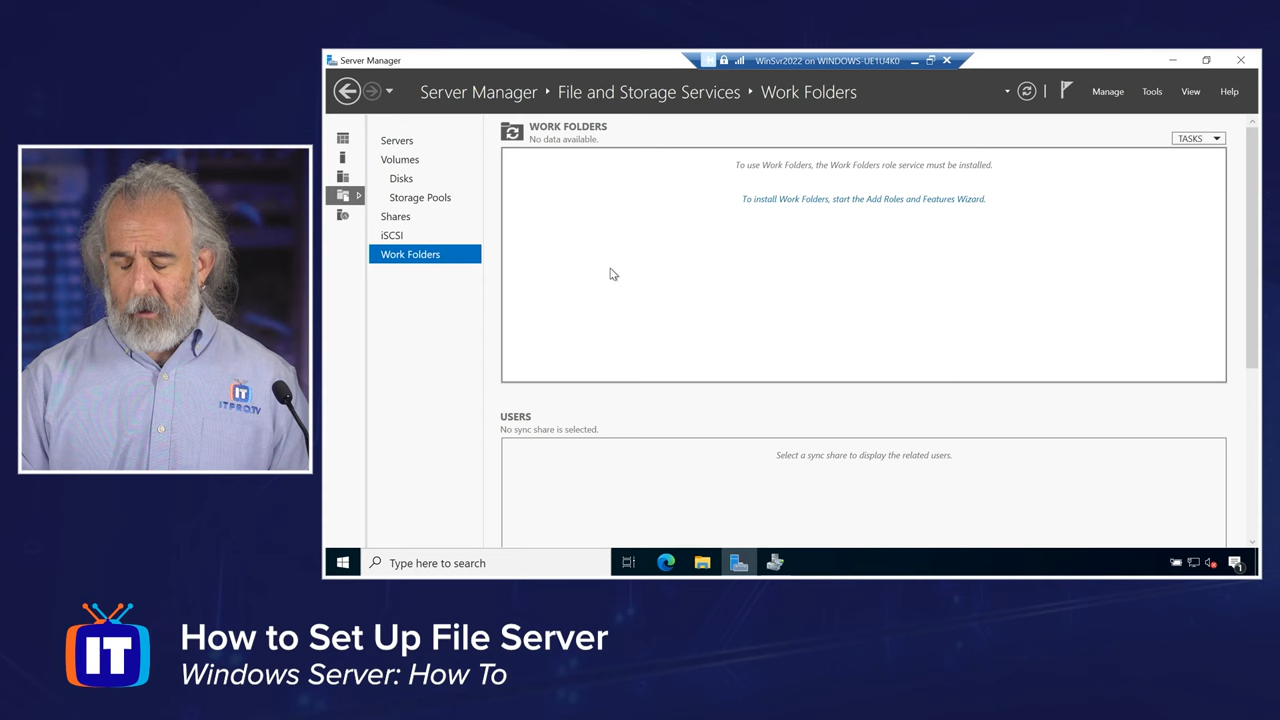 Server Manager
WinSvr2022 on WINDOWS-UE1U4K0
Server Manager • File and Storage Services • Work Folders
Manage Tools View Help
Servers
Volumes
Disks
Storage Pools
Shares
iSCSI
Work Folders
WORK FOLDERS
No data available.
TASKS
To use Work Folders, the Work Folders role service must be installed.
To install Work Folders, start the Add Roles and Features Wizard.
USERS
No sync share is selected.
Select a sync share to display the related users.
Type here to search
1
IT
ITPRO.TV
IT
How to Set Up File Server
Windows Server: How To